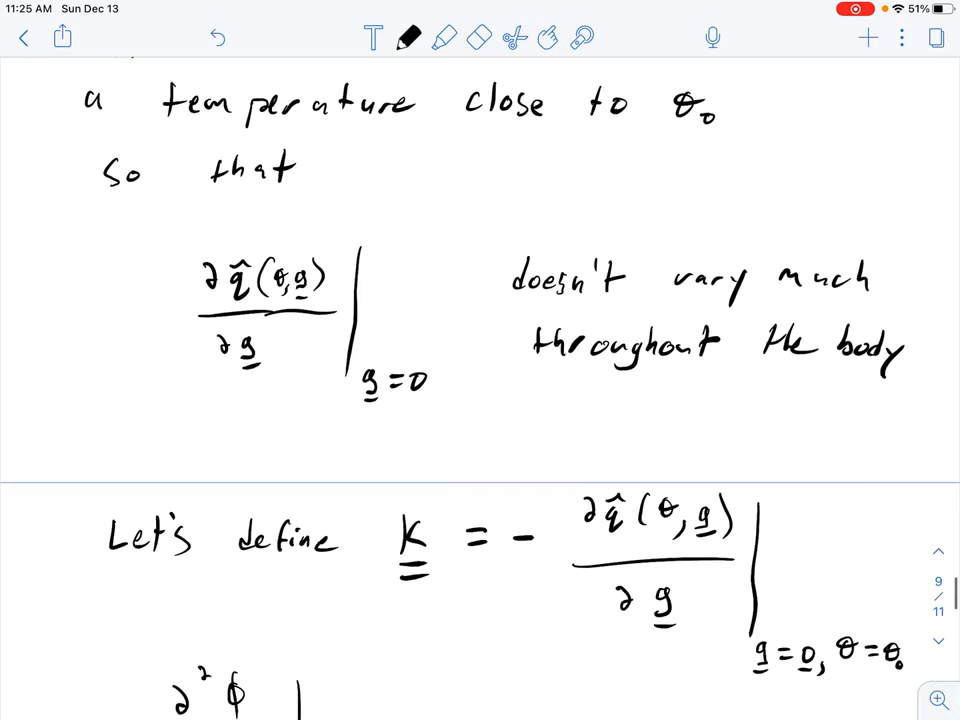 11:25 AM Sun Dec 13
51%
a temperature close to θ₀
so that
∂q̂(θ,g)
∂g
g = 0
doesn't vary much
throughout the body
Let's define K = - ∂q̂(θ,g)
∂g
g = 0, θ = θ₀
∂²ϕ
9
/
11